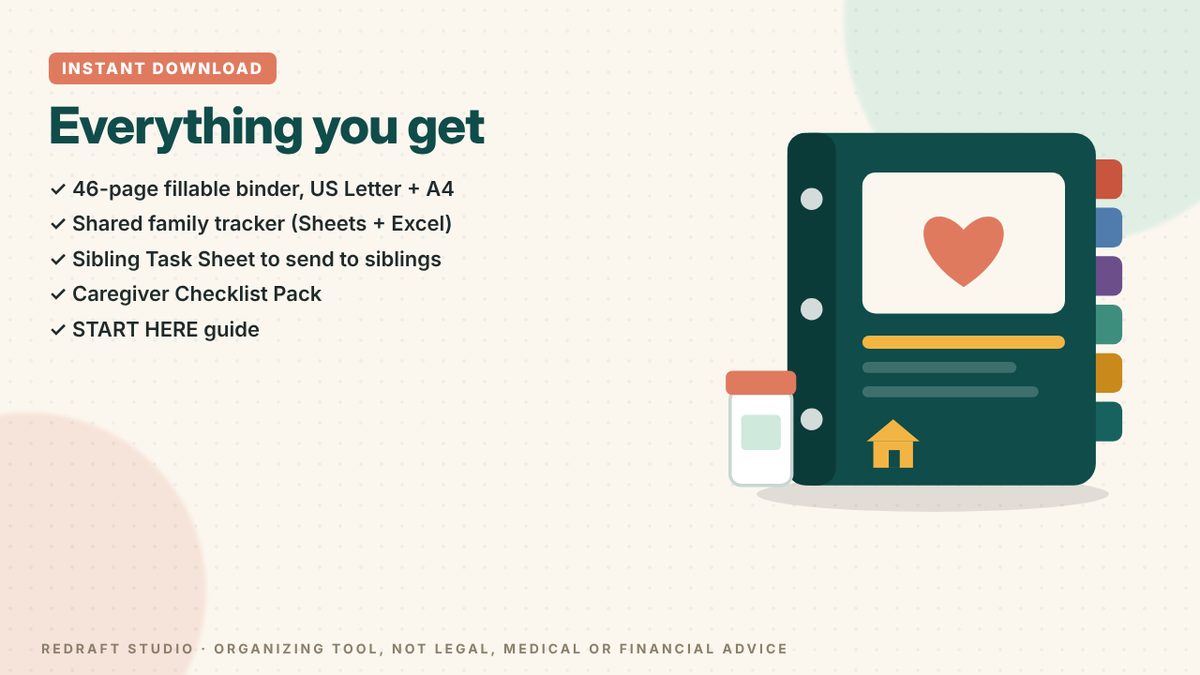 INSTANT DOWNLOAD
Everything you get
✓ 46-page fillable binder, US Letter + A4
✓ Shared family tracker (Sheets + Excel)
✓ Sibling Task Sheet to send to siblings
✓ Caregiver Checklist Pack
✓ START HERE guide
REDRAFT STUDIO · ORGANIZING TOOL, NOT LEGAL, MEDICAL OR FINANCIAL ADVICE